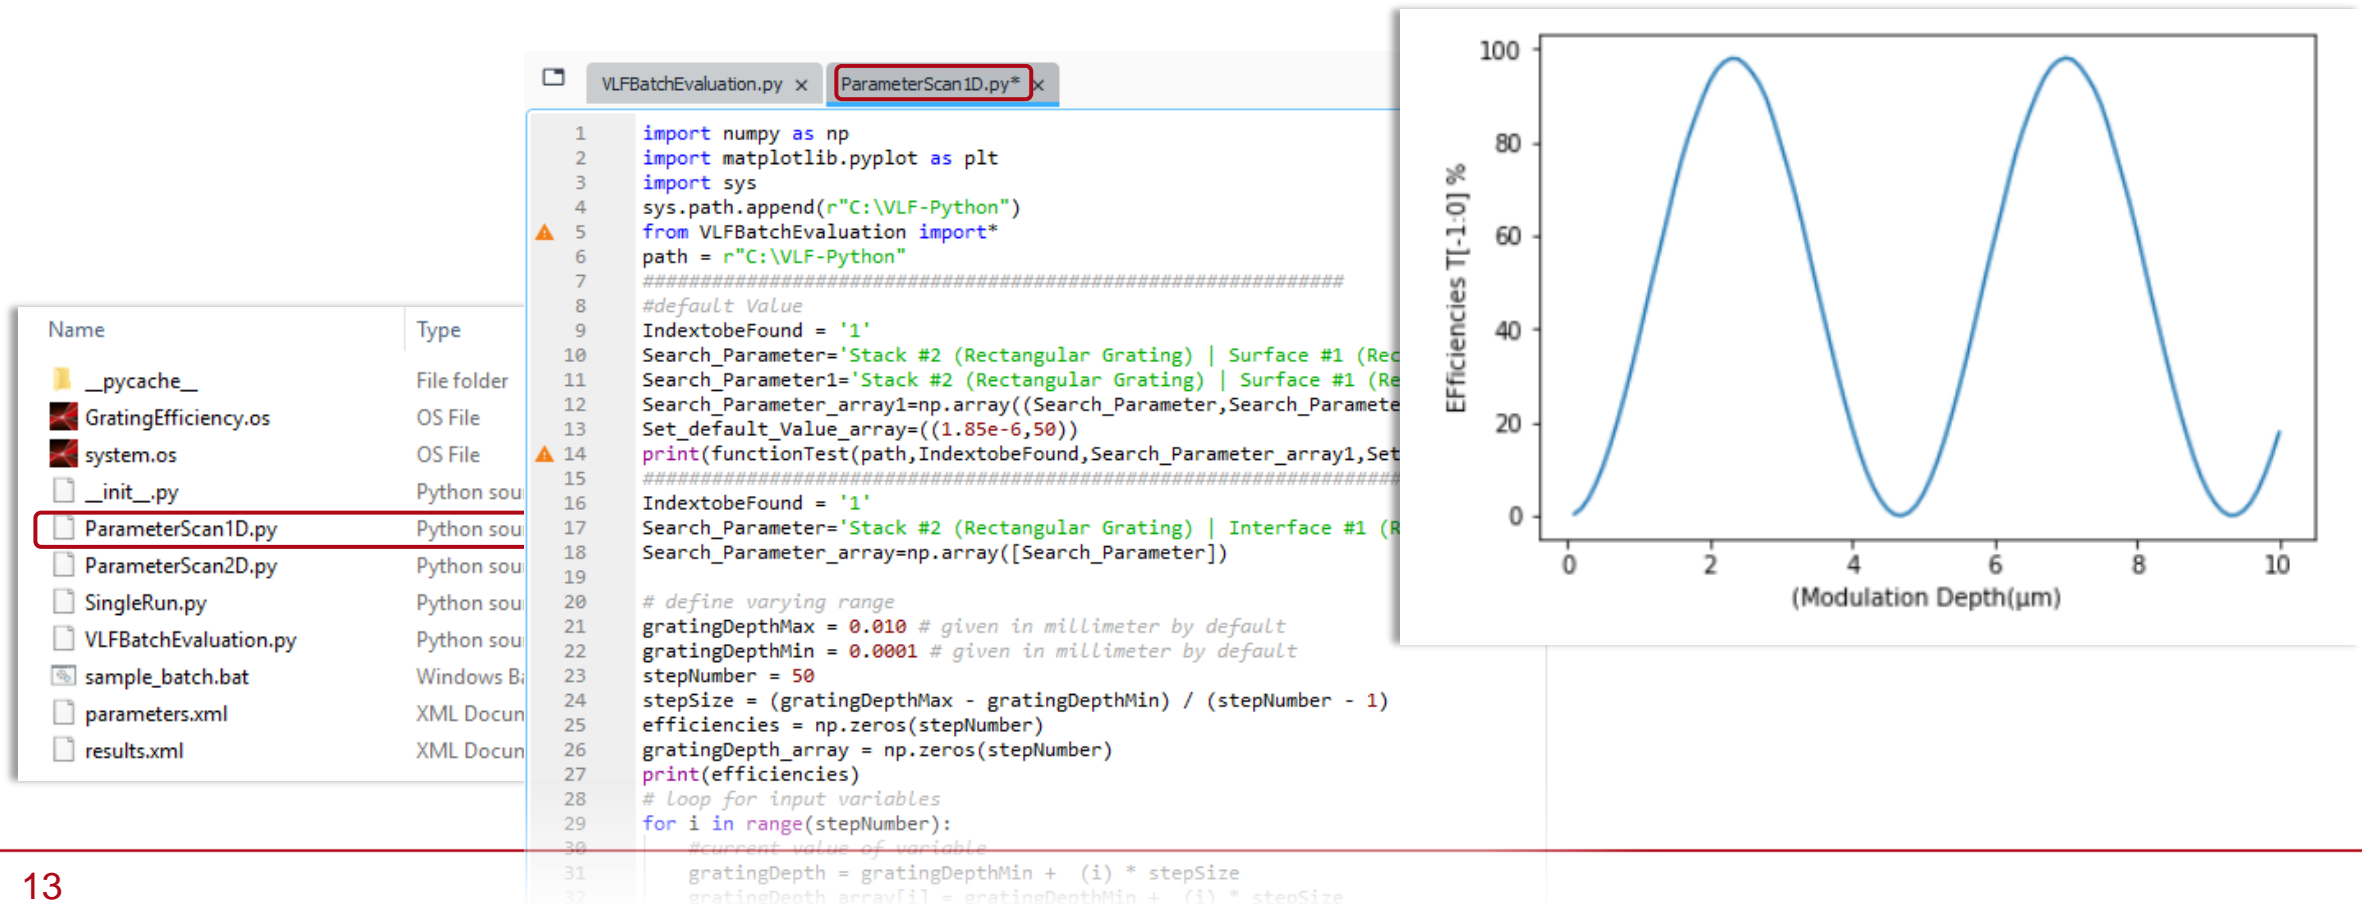 Name Type
__pycache__ File folder
GratingEfficiency.os OS File
system.os OS File
__init__.py Python sou
ParameterScan1D.py Python sou
ParameterScan2D.py Python sou
SingleRun.py Python sou
VLFBatchEvaluation.py Python sou
sample_batch.bat Windows Ba
parameters.xml XML Docum
results.xml XML Docum
VLFBatchEvaluation.py × ParameterScan1D.py* ×
1 import numpy as np
2 import matplotlib.pyplot as plt
3 import sys
4 sys.path.append(r"C:\VLF-Python")
5 from VLFBatchEvaluation import*
6 path = r"C:\VLF-Python"
7 #############################################################
8 #default Value
9 IndextobeFound = '1'
10 Search_Parameter='Stack #2 (Rectangular Grating) | Surface #1 (Rec
11 Search_Parameter1='Stack #2 (Rectangular Grating) | Surface #1 (Re
12 Search_Parameter_array1=np.array((Search_Parameter,Search_Paramete
13 Set_default_Value_array=((1.85e-6,50))
14 print(functionTest(path,IndextobeFound,Search_Parameter_array1,Set
15 ##################################################################
16 IndextobeFound = '1'
17 Search_Parameter='Stack #2 (Rectangular Grating) | Interface #1 (R
18 Search_Parameter_array=np.array([Search_Parameter])
19
20 # define varying range
21 gratingDepthMax = 0.010 # given in millimeter by default
22 gratingDepthMin = 0.0001 # given in millimeter by default
23 stepNumber = 50
24 stepSize = (gratingDepthMax - gratingDepthMin) / (stepNumber - 1)
25 efficiencies = np.zeros(stepNumber)
26 gratingDepth_array = np.zeros(stepNumber)
27 print(efficiencies)
28 # loop for input variables
29 for i in range(stepNumber):
30 #current value of variable
31 gratingDepth = gratingDepthMin + (i) * stepSize
32 gratingDepth_array[i] = gratingDepthMin + (i) * stepSize
EFficiencies T[-1:0] %
100
80
60
40
20
0
0 2 4 6 8 10
(Modulation Depth(μm)
13